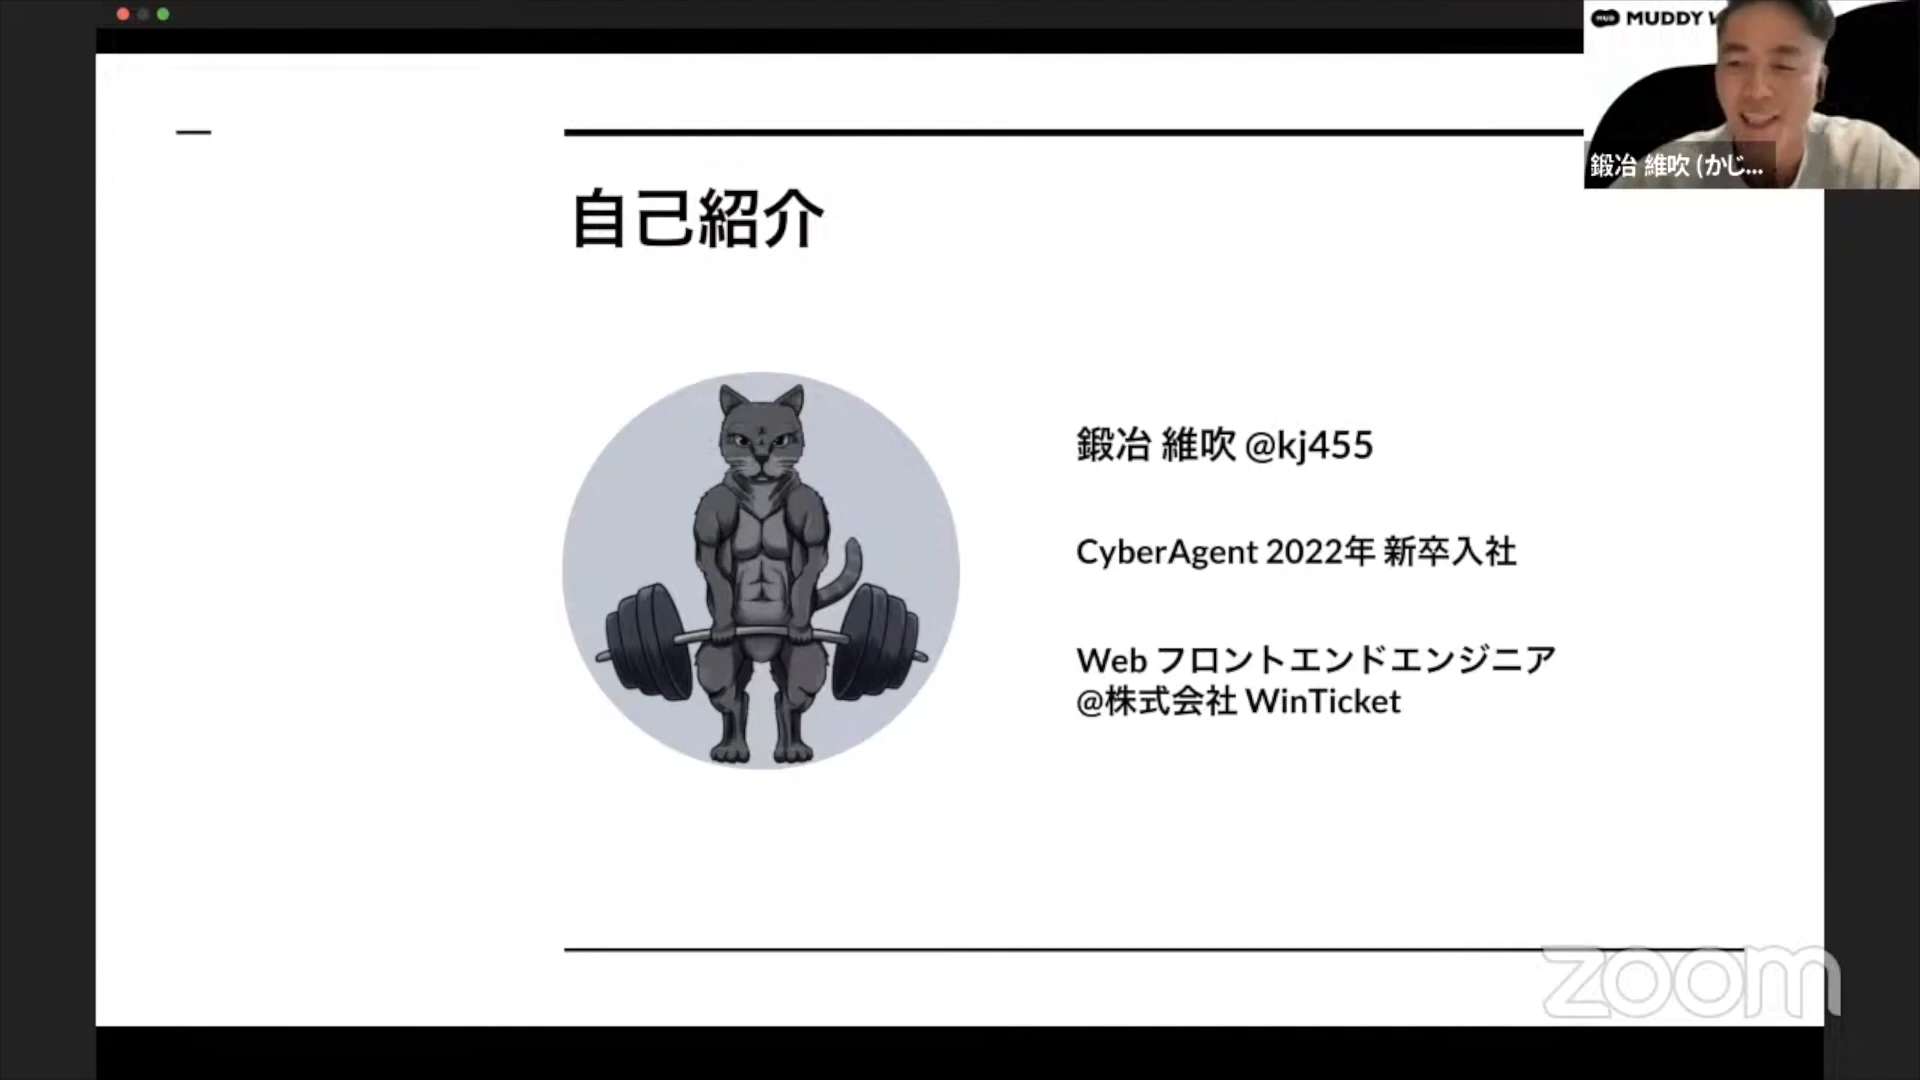 MUD MUDDY
鍛冶 維吹 (かじ...
自己紹介
鍛冶 維吹 @kj455
CyberAgent 2022年 新卒入社
Web フロントエンドエンジニア
@株式会社 WinTicket
zoom